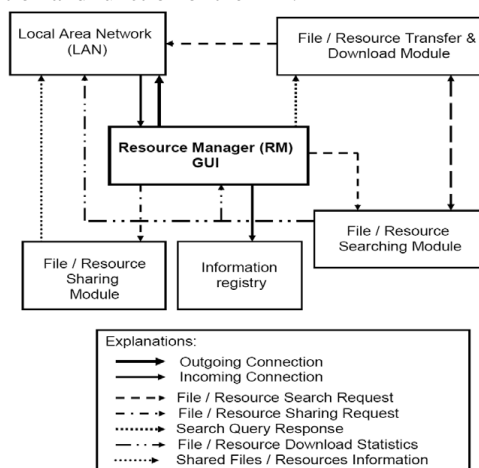 Local Area Network
(LAN)
File / Resource Transfer &
Download Module
Resource Manager (RM)
GUI
File / Resource
Searching Module
File / Resource
Sharing
Module
Information
registry
Explanations:
Outgoing Connection
Incoming Connection
File / Resource Search Request
File / Resource Sharing Request
Search Query Response
File / Resource Download Statistics
Shared Files / Resources Information